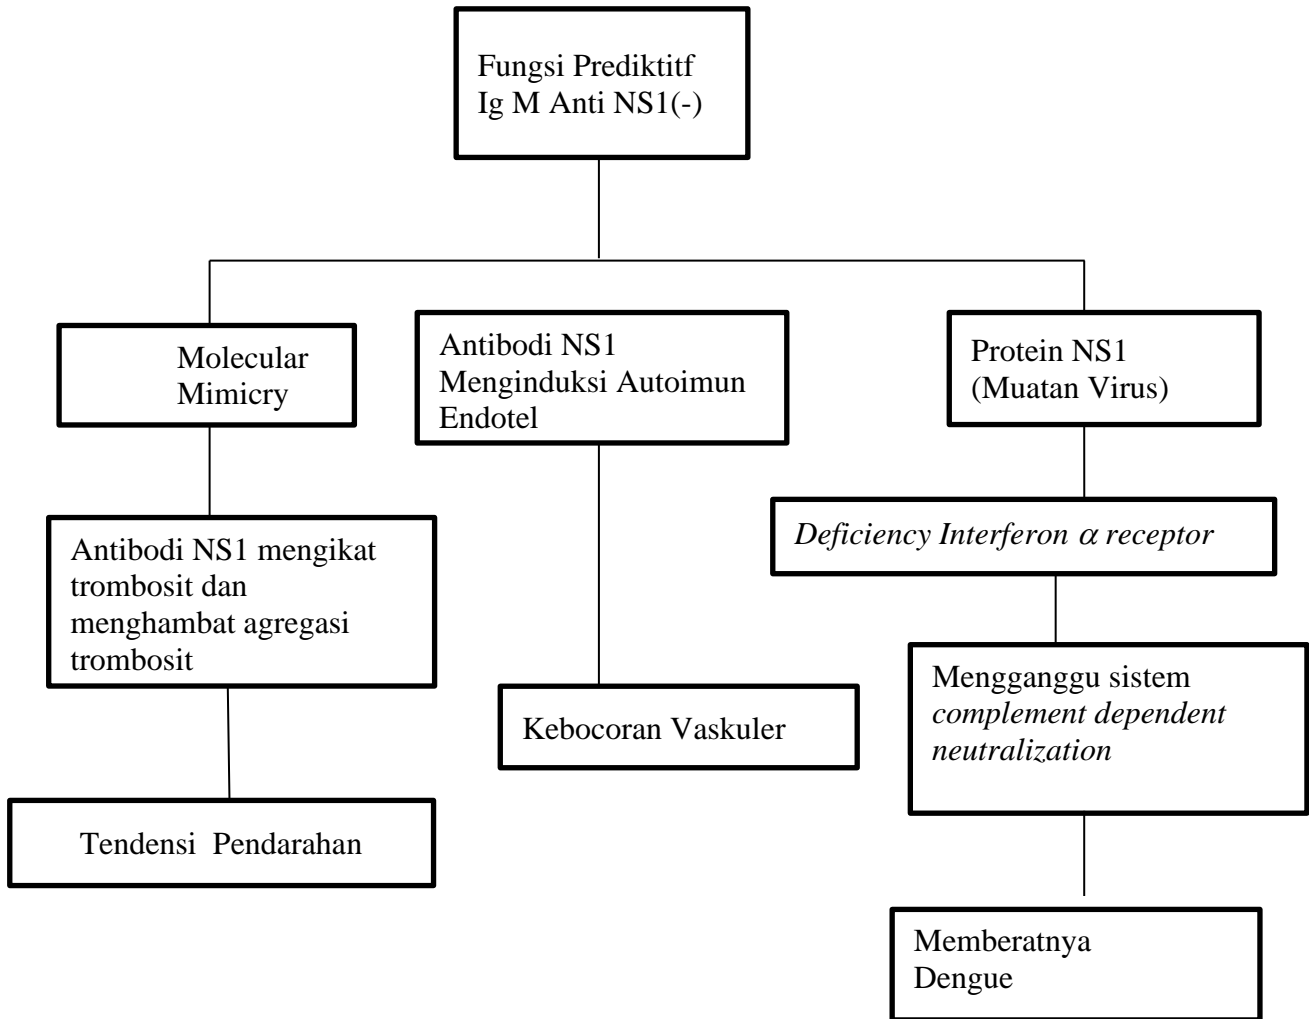 Fungsi Prediktitf
Ig M Anti NS1(-)
Molecular
Mimicry
Antibodi NS1
Menginduksi Autoimun
Endotel
Protein NS1
(Muatan Virus)
Antibodi NS1 mengikat
trombosit dan
menghambat agregasi
trombosit
Deficiency Interferon α receptor
Kebocoran Vaskuler
Mengganggu sistem
complement dependent
neutralization
Tendensi Pendarahan
Memberatnya
Dengue